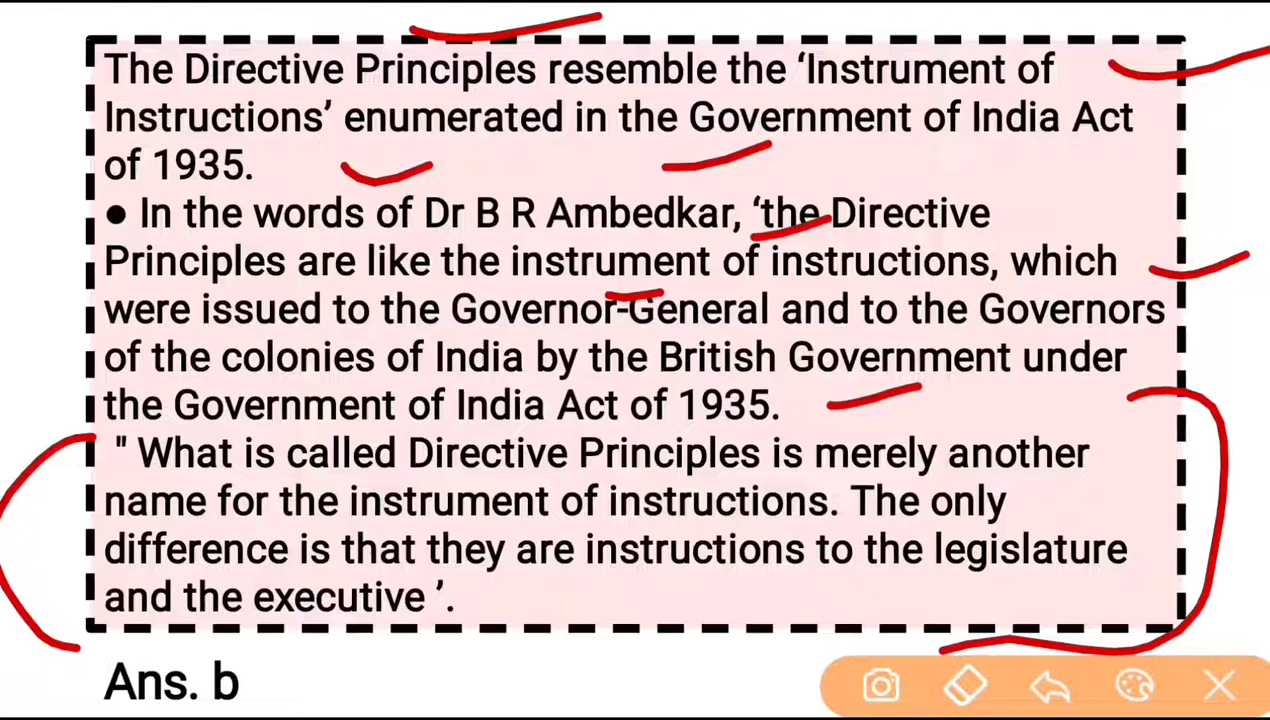 The Directive Principles resemble the ‘Instrument of
Instructions’ enumerated in the Government of India Act
of 1935.
● In the words of Dr B R Ambedkar, ‘the Directive
Principles are like the instrument of instructions, which
were issued to the Governor-General and to the Governors
of the colonies of India by the British Government under
the Government of India Act of 1935.
" What is called Directive Principles is merely another
name for the instrument of instructions. The only
difference is that they are instructions to the legislature
and the executive ’.
Ans. b